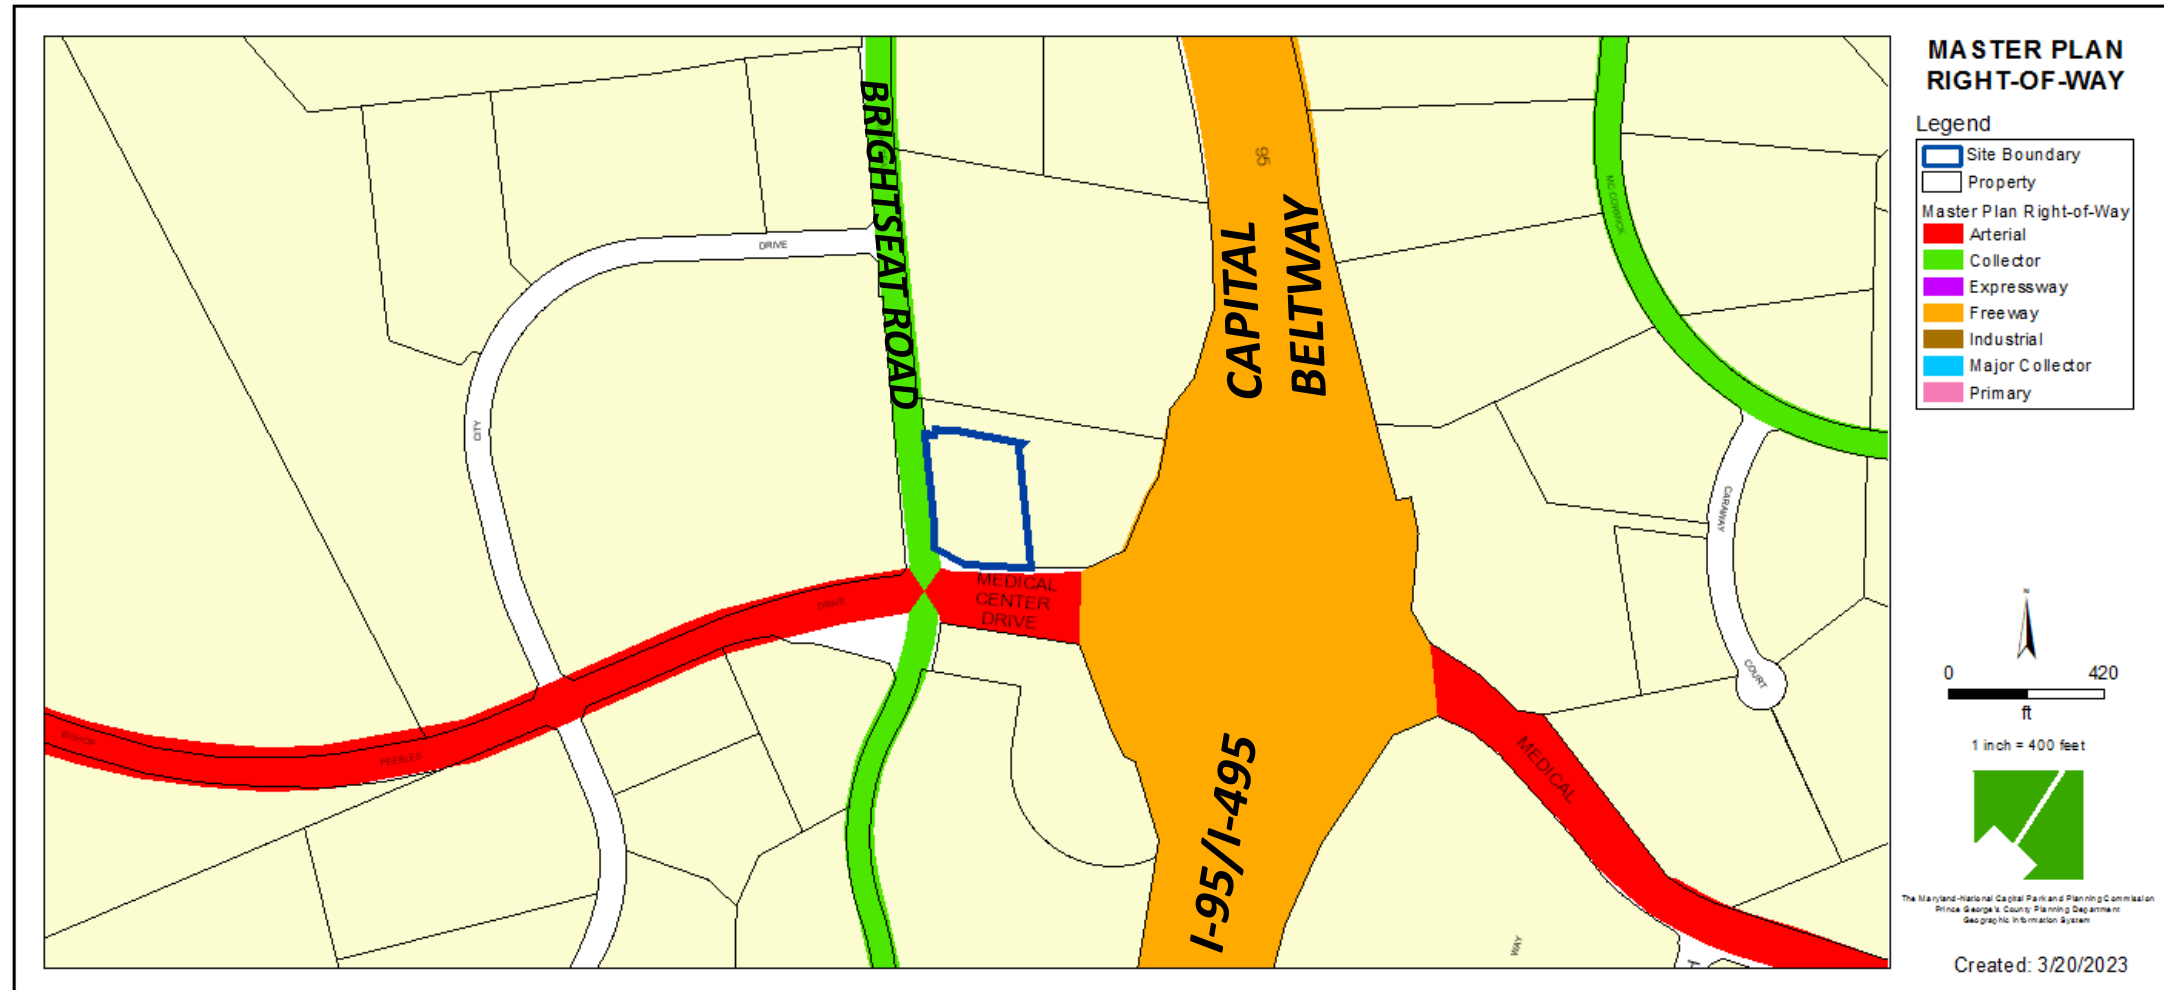 MASTER PLAN
RIGHT-OF-WAY
Legend
Site Boundary
Property
Master Plan Right-of-Way
Arterial
Collector
Expressway
Freeway
Industrial
Major Collector
Primary
BRIGHTSEAT ROAD
DRIVE
CITY
95
CAPITAL
BELTWAY
MC CORMICK
CARAWAY
COURT
MEDICAL
CENTER
DRIVE
DRIVE
BISHOP
PEEBLES
MEDICAL
I-95/I-495
WAY
N
0 420
ft
1 inch = 400 feet
The Maryland-National Capital Park and Planning Commission
Prince George's County Planning Department
Geographic Information System
Created: 3/20/2023